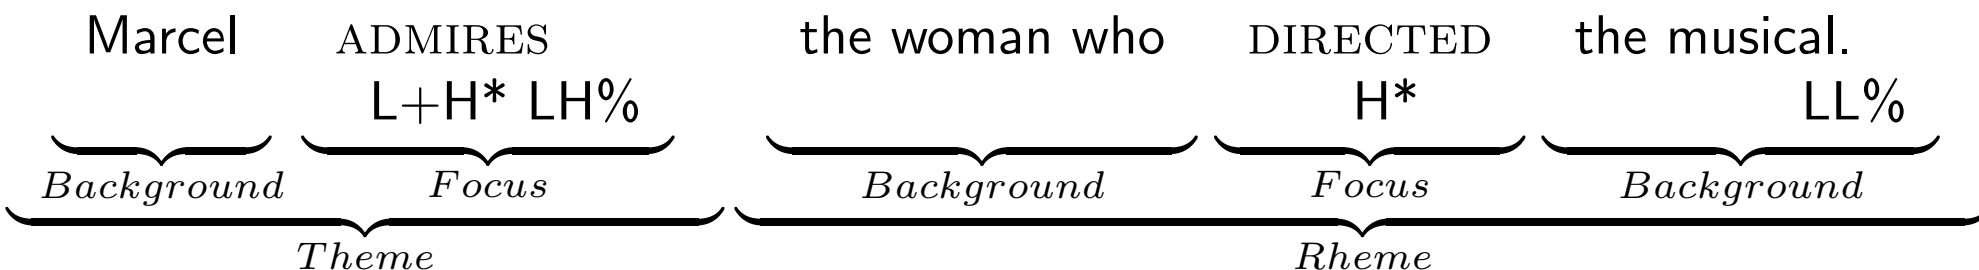 Marcel ADMIRES the woman who DIRECTED the musical.
L+H* LH% H* LL%
Background Focus Background Focus Background
Theme Rheme